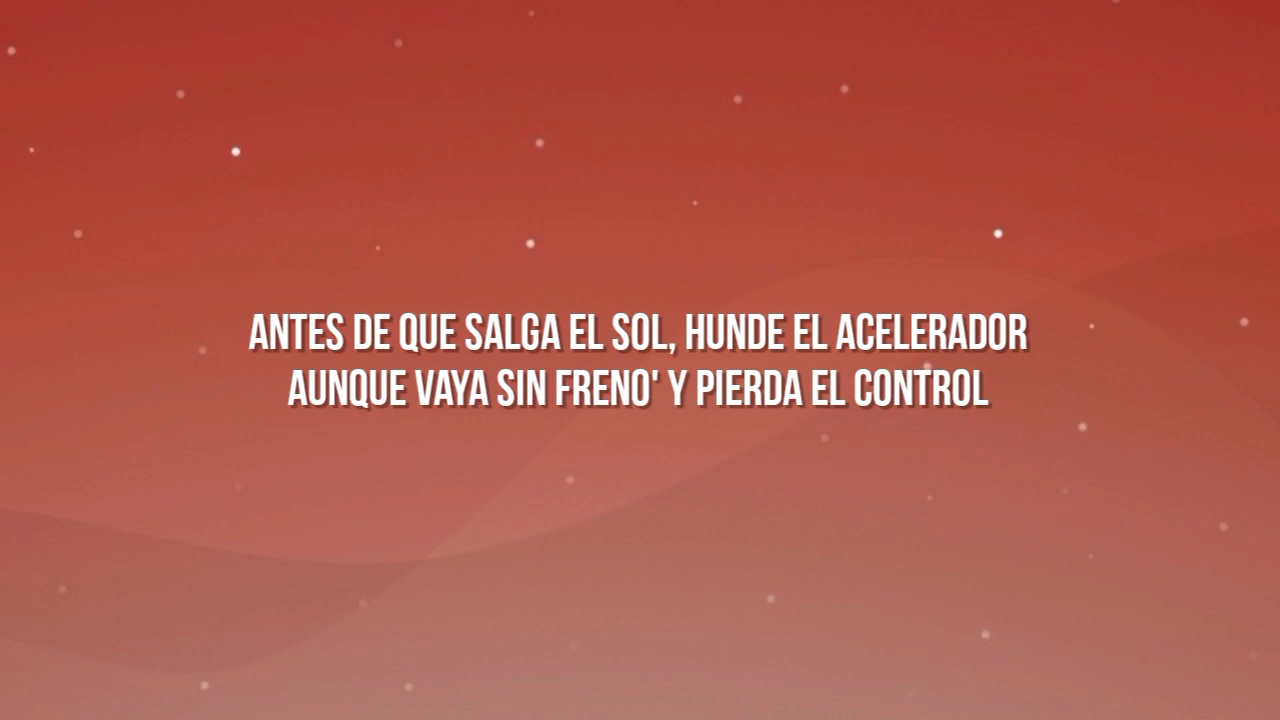 ANTES DE QUE SALGA EL SOL, HUNDE EL ACELERADOR
AUNQUE VAYA SIN FRENO' Y PIERDA EL CONTROL